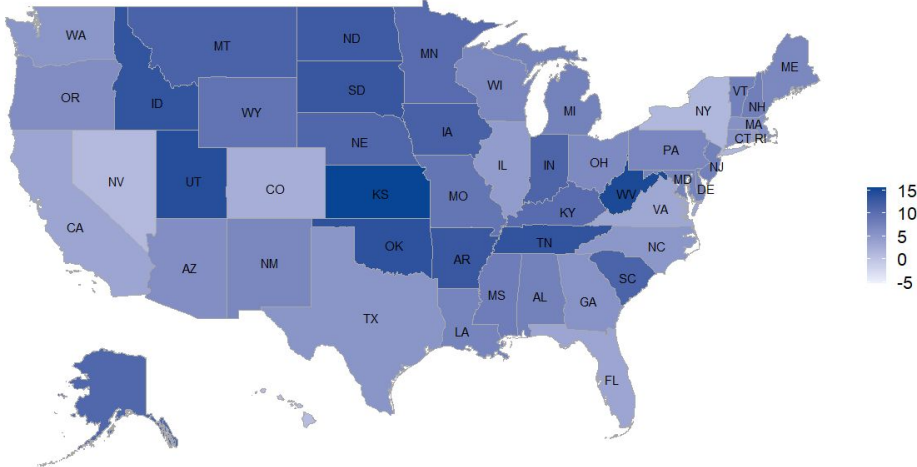 WA
MT
ND
MN
ME
OR
ID
WY
SD
WI
MI
VT
NH
NY
MA
CT RI
NE
IA
PA
NJ
NV
UT
CO
KS
MO
IL
IN
OH
MD
DE
WV
VA
KY
CA
AZ
NM
OK
AR
TN
NC
SC
TX
LA
MS
AL
GA
FL
15
10
5
0
-5